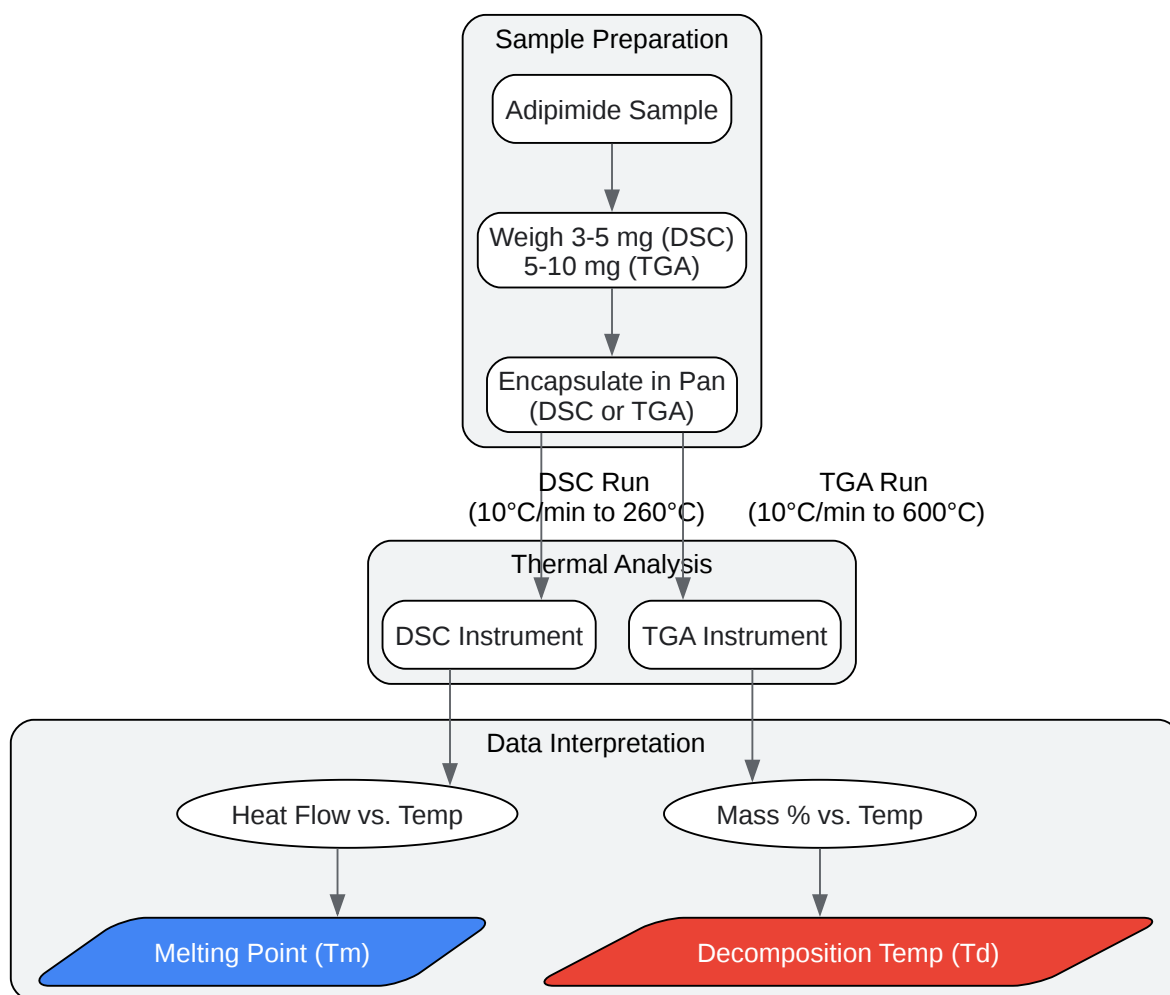 Sample Preparation
Adipimide Sample
Weigh 3-5 mg (DSC)
5-10 mg (TGA)
Encapsulate in Pan
(DSC or TGA)
DSC Run
(10°C/min to 260°C)
TGA Run
(10°C/min to 600°C)
Thermal Analysis
DSC Instrument
TGA Instrument
Data Interpretation
Heat Flow vs. Temp
Mass % vs. Temp
Melting Point (Tm)
Decomposition Temp (Td)